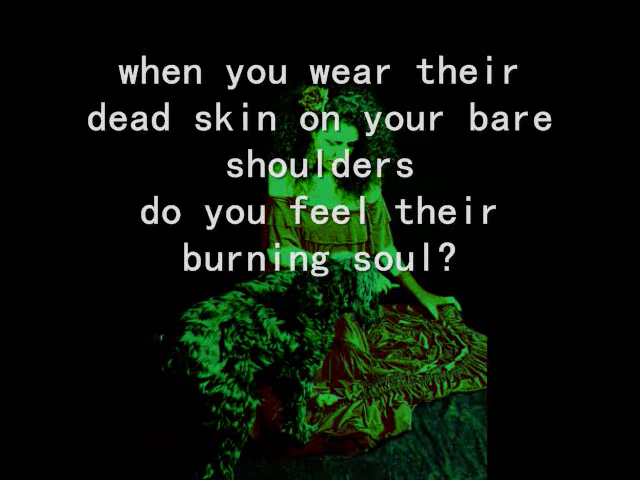 when you wear their
dead skin on your bare
shoulders
do you feel their
burning soul?